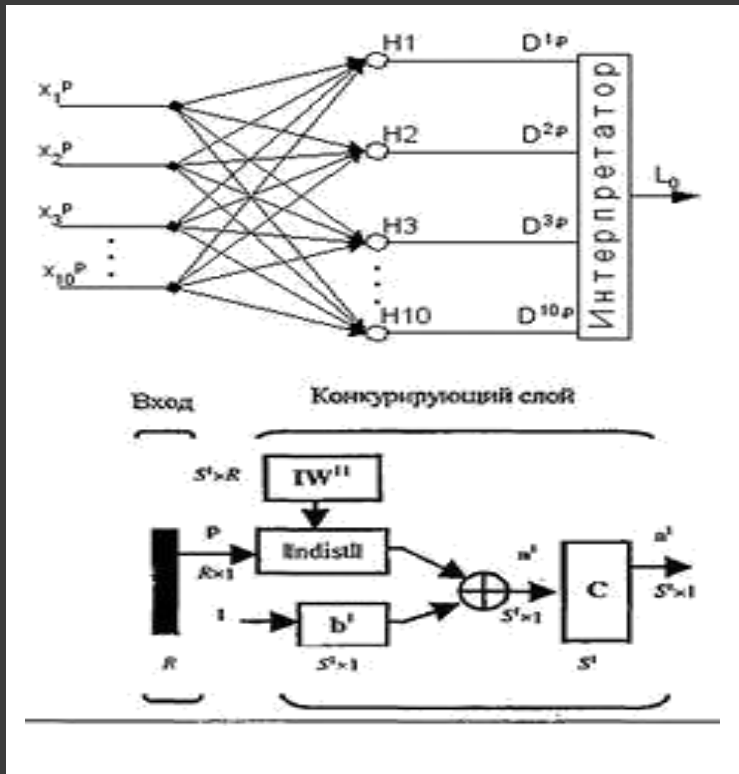 H1
D¹ᵖ
x₁ᵖ
H2
D²ᵖ
x₂ᵖ
L₀
x₃ᵖ
H3
D³ᵖ
x₁₀ᵖ
H10
D¹⁰ᵖ
Интерпретатор
Вход
Конкурирующий слой
S¹×R
IW¹¹
P
R×1
‖ndist‖
n¹
a¹
1
b¹
S¹×1
S¹×1
C
S¹×1
R
S¹